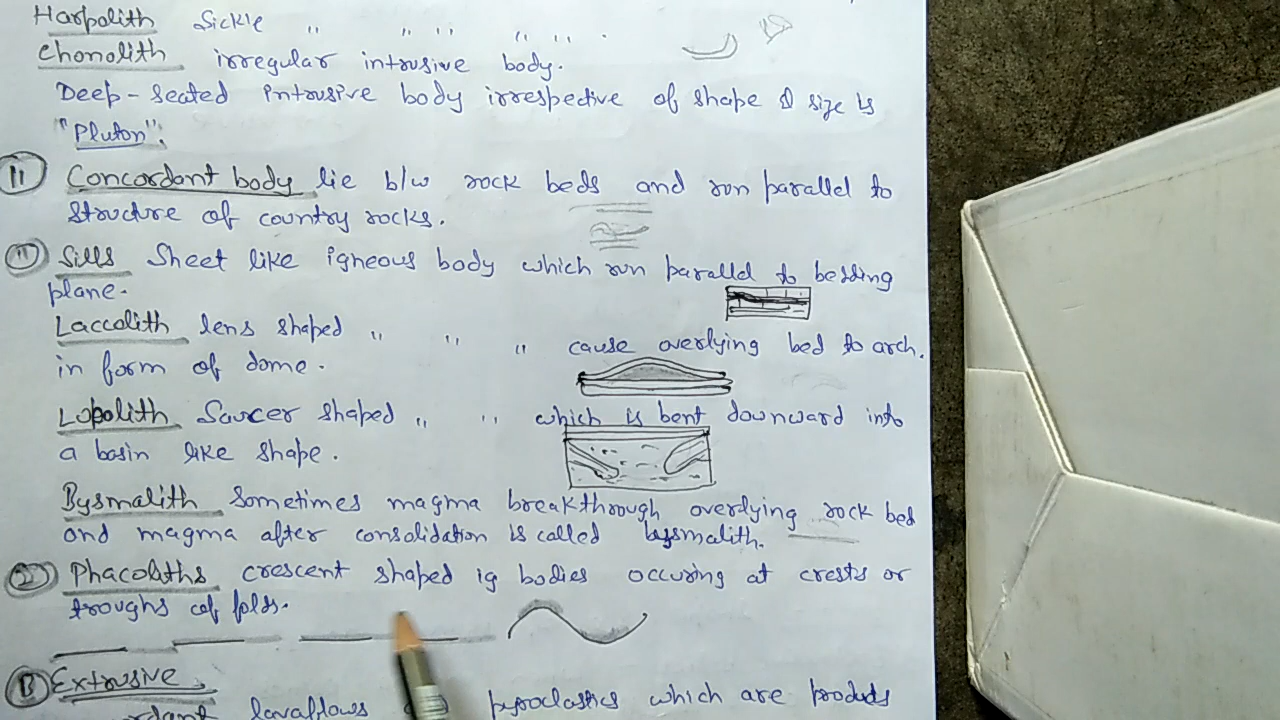 Harpolith Sickle " " " " " .
Chonolith irregular intrusive body.
Deep-Seated intrusive body irrespective of shape & size is
"Pluton".
11 Concordant body lie b/w rock beds and run parallel to
Structure of country rocks.
1 Sills Sheet like igneous body which run parallel to bedding
plane.
Laccolith lens shaped " " " cause overlying bed to arch.
in form of dome.
Lopolith Saucer shaped " " which is bent downward into
a basin like shape.
Bysmalith Sometimes magma breakthrough overlying rock bed
and magma after consolidation is called bysmalith.
2 Phacoliths crescent shaped ig bodies occuring at crests or
troughs of folds.
B Extrusive
lavaflows pyroclastics which are products